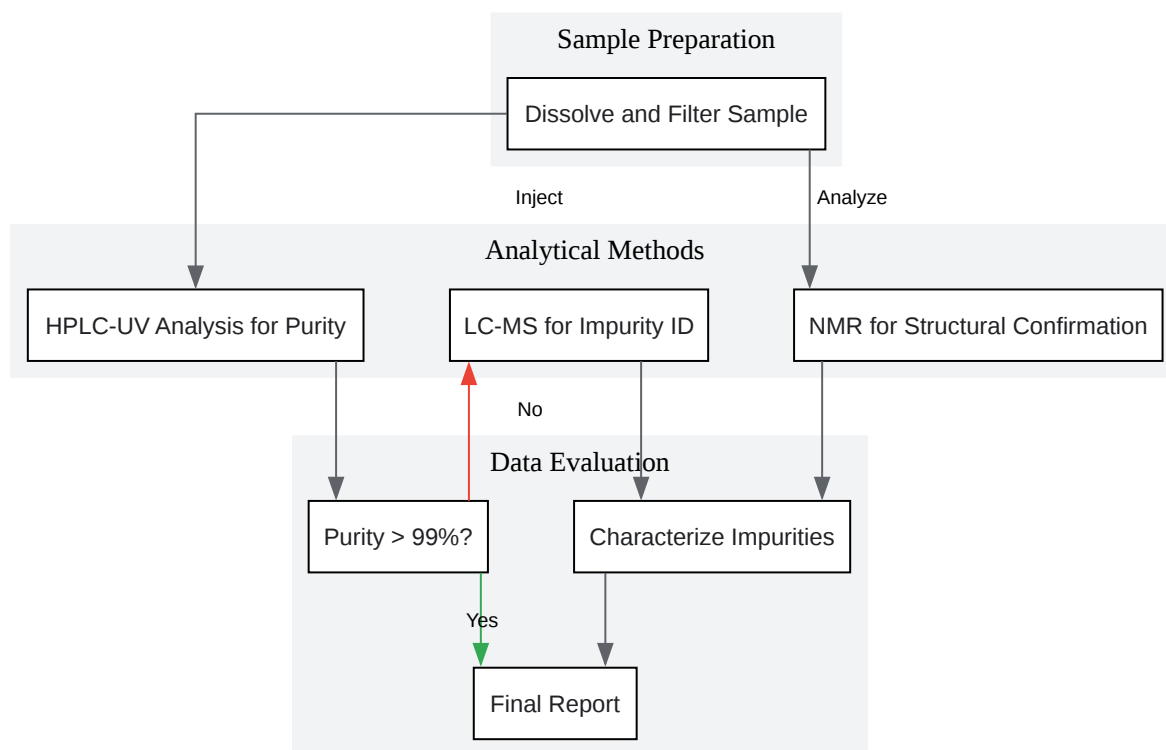 Sample Preparation
Dissolve and Filter Sample
Inject
Analyze
Analytical Methods
HPLC-UV Analysis for Purity
LC-MS for Impurity ID
NMR for Structural Confirmation
No
Data Evaluation
Purity > 99%?
Characterize Impurities
Yes
Final Report